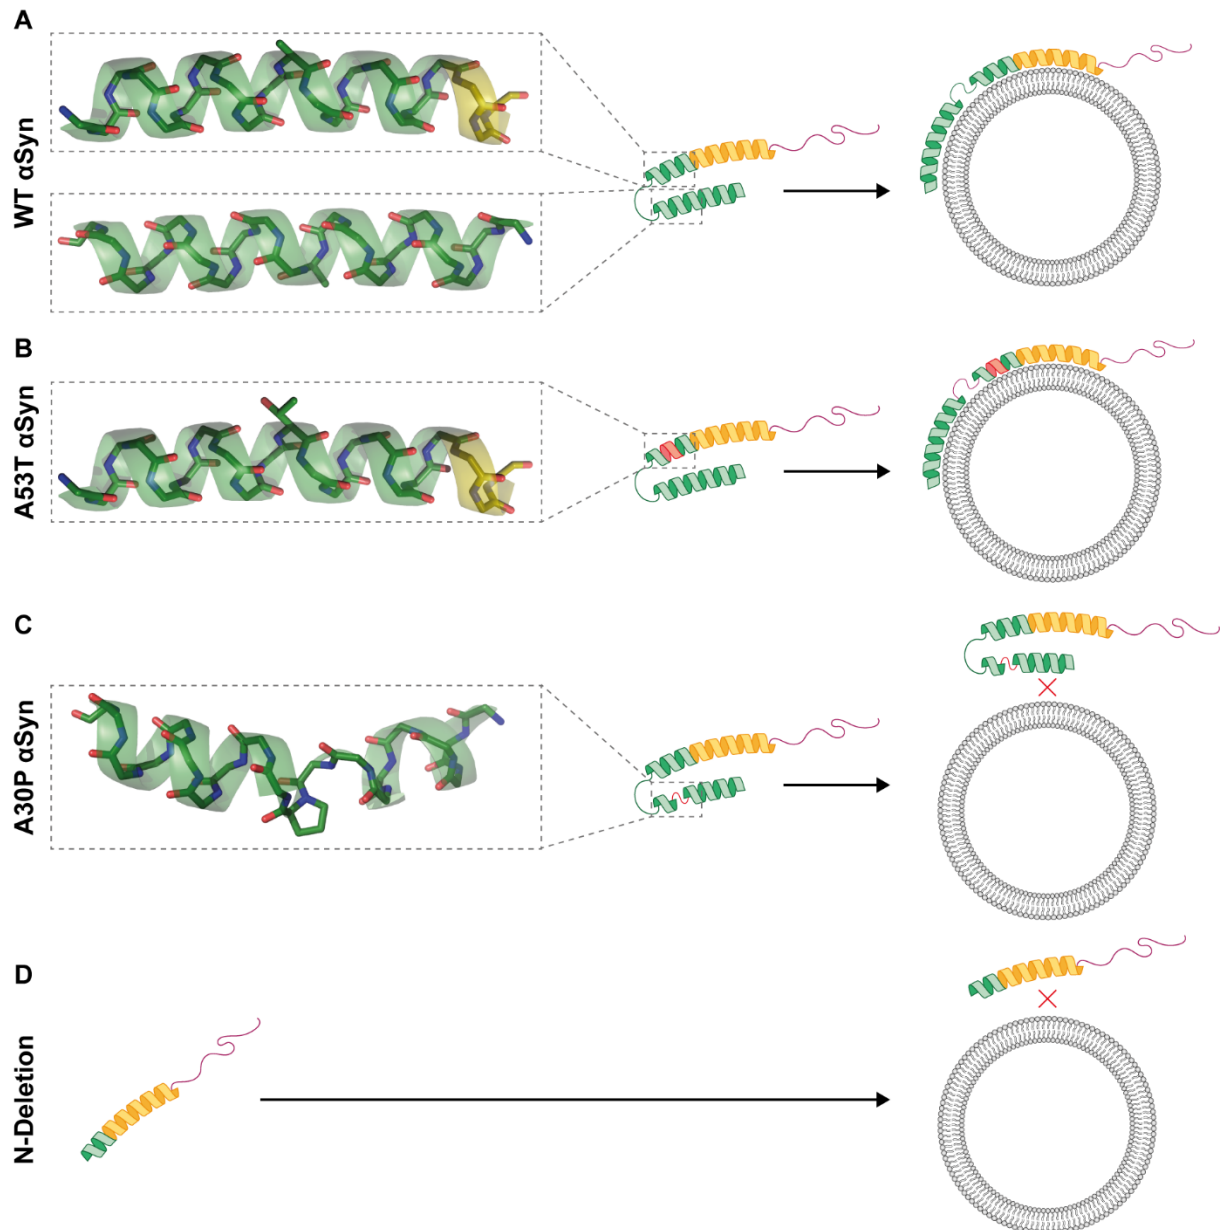 A
WT αSyn
B
A53T αSyn
C
A30P αSyn
D
N-Deletion